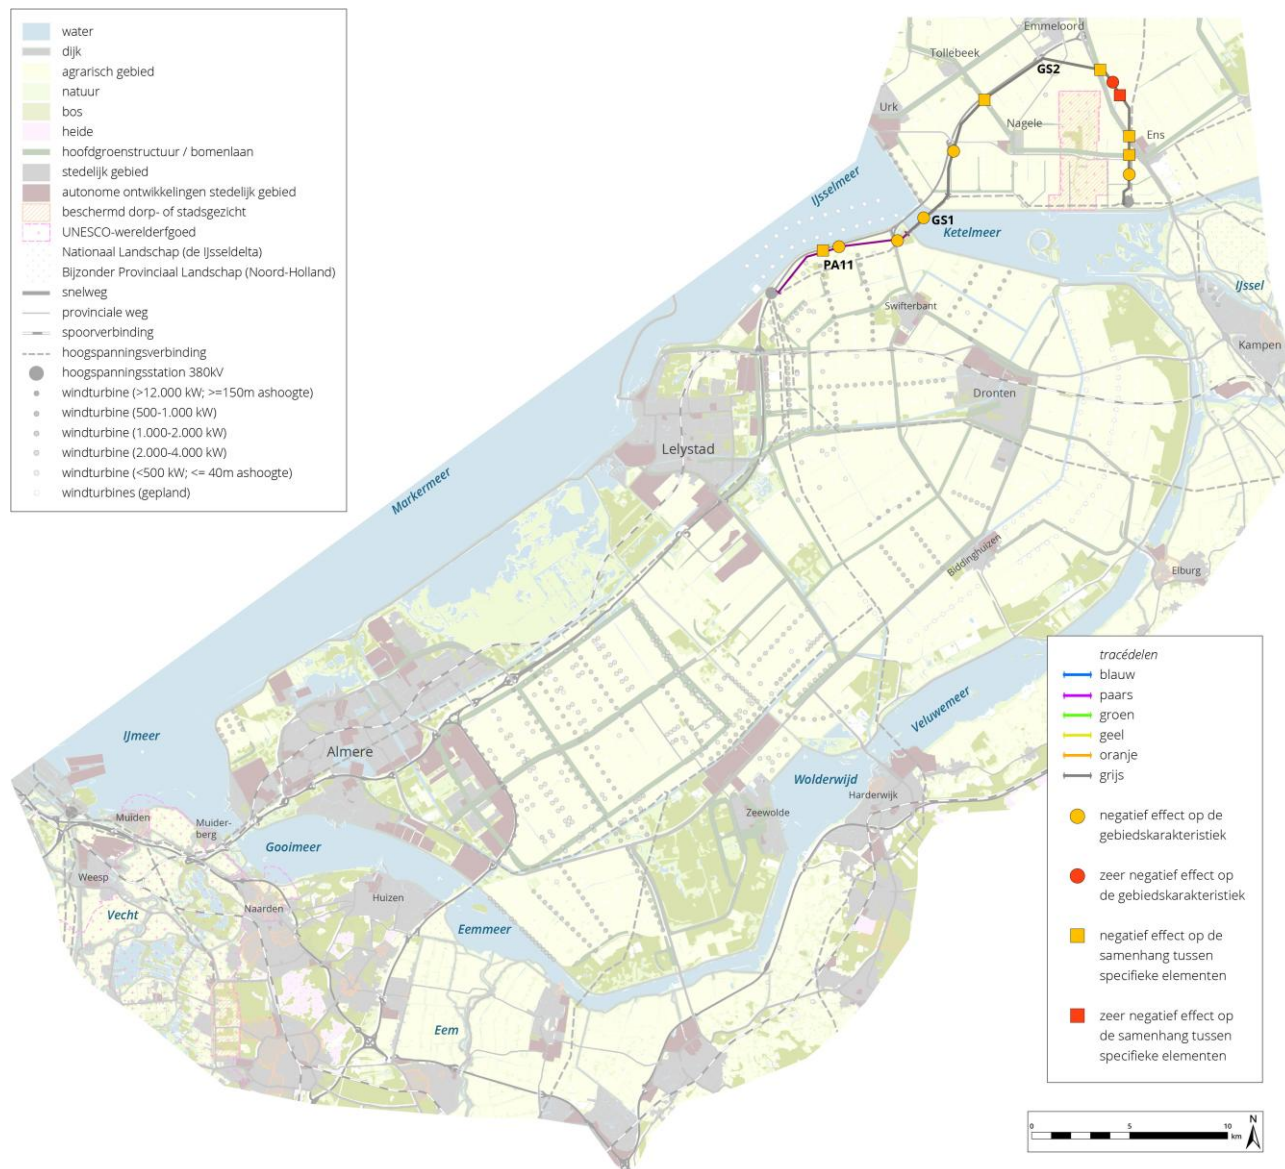 water
dijk
agrarisch gebied
natuur
bos
heide
hoofdgroenstructuur / bomenlaan
stedelijk gebied
autonome ontwikkelingen stedelijk gebied
beschermd dorp- of stadsgezicht
UNESCO-werelderfgoed
Nationaal Landschap (de IJsseldelta)
Bijzonder Provinciaal Landschap (Noord-Holland)
snelweg
provinciale weg
spoorverbinding
hoogspanningsverbinding
hoogspanningsstation 380kV
windturbine (>12.000 kW; >=150m ashoogte)
windturbine (500-1.000 kW)
windturbine (1.000-2.000 kW)
windturbine (2.000-4.000 kW)
windturbine (<500 kW; <= 40m ashoogte)
windturbines (gepland)
Emmeloord
Tollebeek
GS2
Urk
Nagele
Ens
IJsselmeer
GS1
Ketelmeer
PA11
IJssel
Swifterbant
Kampen
Dronten
Lelystad
Markermeer
Biddinghuizen
Elburg
Veluwemeer
IJmeer
Almere
Wolderwijd
Harderwijk
Zeewolde
Muiden
Muider-
berg
Gooimeer
Weesp
Huizen
Naarden
Vecht
Eemmeer
Eem
tracédelen
blauw
paars
groen
geel
oranje
grijs
negatief effect op de
gebiedskarakteristiek
zeer negatief effect op
de gebiedskarakteristiek
negatief effect op de
samenhang tussen
specifieke elementen
zeer negatief effect op
de samenhang tussen
specifieke elementen
0 5 10
km
N